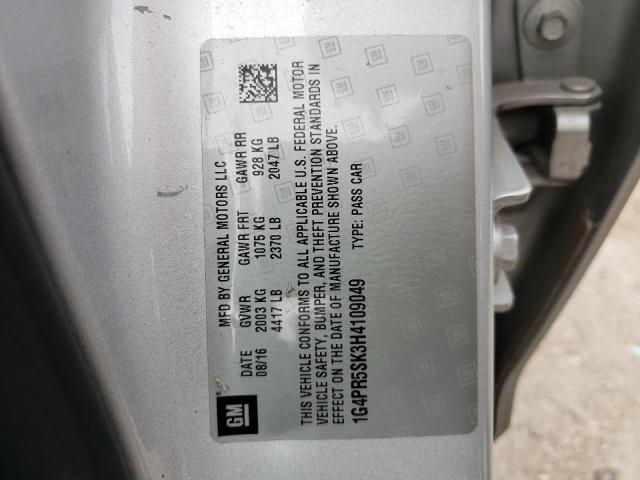 GM
MFD BY GENERAL MOTORS LLC
DATE GVWR GAWR FRT GAWR RR
08/16 2003 KG 1075 KG 928 KG
4417 LB 2370 LB 2047 LB
THIS VEHICLE CONFORMS TO ALL APPLICABLE U.S. FEDERAL MOTOR
VEHICLE SAFETY, BUMPER, AND THEFT PREVENTION STANDARDS IN
EFFECT ON THE DATE OF MANUFACTURE SHOWN ABOVE.
1G4PR5SK3H4109049 TYPE: PASS CAR